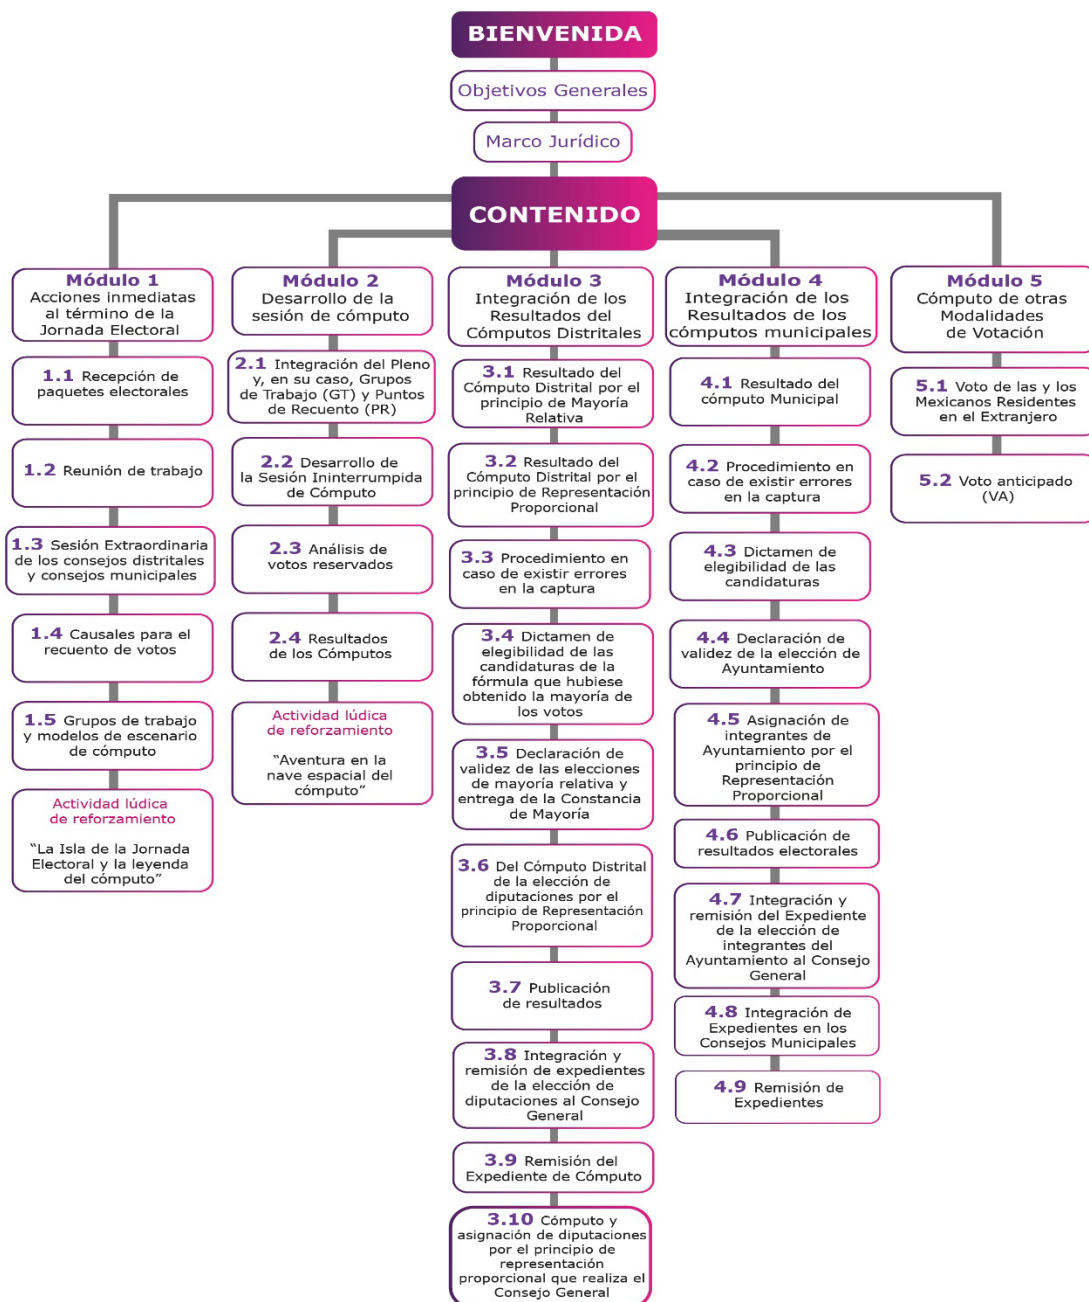 BIENVENIDA
Objetivos Generales
Marco Jurídico
CONTENIDO
Módulo 1
Acciones inmediatas
al término de la
Jornada Electoral
1.1 Recepción de
paquetes electorales
1.2 Reunión de trabajo
1.3 Sesión Extraordinaria
de los consejos distritales
y consejos municipales
1.4 Causales para el
recuento de votos
1.5 Grupos de trabajo
y modelos de escenario
de cómputo
Actividad lúdica
de reforzamiento
“La Isla de la Jornada
Electoral y la leyenda
del cómputo”
Módulo 2
Desarrollo de la
sesión de cómputo
2.1 Integración del Pleno
y, en su caso, Grupos
de Trabajo (GT) y Puntos
de Recuento (PR)
2.2 Desarrollo de
la Sesión Ininterrumpida
de Cómputo
2.3 Análisis de
votos reservados
2.4 Resultados
de los Cómputos
Actividad lúdica
de reforzamiento
“Aventura en la
nave espacial del
cómputo”
Módulo 3
Integración de los
Resultados del
Cómputos Distritales
3.1 Resultado del
Cómputo Distrital por el
principio de Mayoría
Relativa
3.2 Resultado del
Cómputo Distrital por el
principio de Representación
Proporcional
3.3 Procedimiento en
caso de existir errores
en la captura
3.4 Dictamen de
elegibilidad de las
candidaturas de la
fórmula que hubiese
obtenido la mayoría de
los votos
3.5 Declaración de
validez de las elecciones
de mayoría relativa y
entrega de la Constancia
de Mayoría
3.6 Del Cómputo Distrital
de la elección de
diputaciones por el
principio de Representación
Proporcional
3.7 Publicación
de resultados
3.8 Integración y
remisión de expedientes
de la elección de
diputaciones al Consejo
General
3.9 Remisión del
Expediente de Cómputo
3.10 Cómputo y
asignación de diputaciones
por el principio de
representación
proporcional que realiza el
Consejo General
Módulo 4
Integración de los
Resultados de los
cómputos municipales
4.1 Resultado del
cómputo Municipal
4.2 Procedimiento en
caso de existir errores
en la captura
4.3 Dictamen de
elegibilidad de las
candidaturas
4.4 Declaración de
validez de la elección de
Ayuntamiento
4.5 Asignación de
integrantes de
Ayuntamiento por el
principio de
Representación
Proporcional
4.6 Publicación de
resultados electorales
4.7 Integración y
remisión del Expediente
de la elección de
integrantes del
Ayuntamiento al Consejo
General
4.8 Integración de
Expedientes en los
Consejos Municipales
4.9 Remisión de
Expedientes
Módulo 5
Cómputo de otras
Modalidades
de Votación
5.1 Voto de las y los
Mexicanos Residentes
en el Extranjero
5.2 Voto anticipado
(VA)